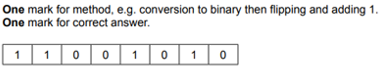 One mark for method, e.g. conversion to binary then flipping and adding 1.
One mark for correct answer.
1 1 0 0 1 0 1 0